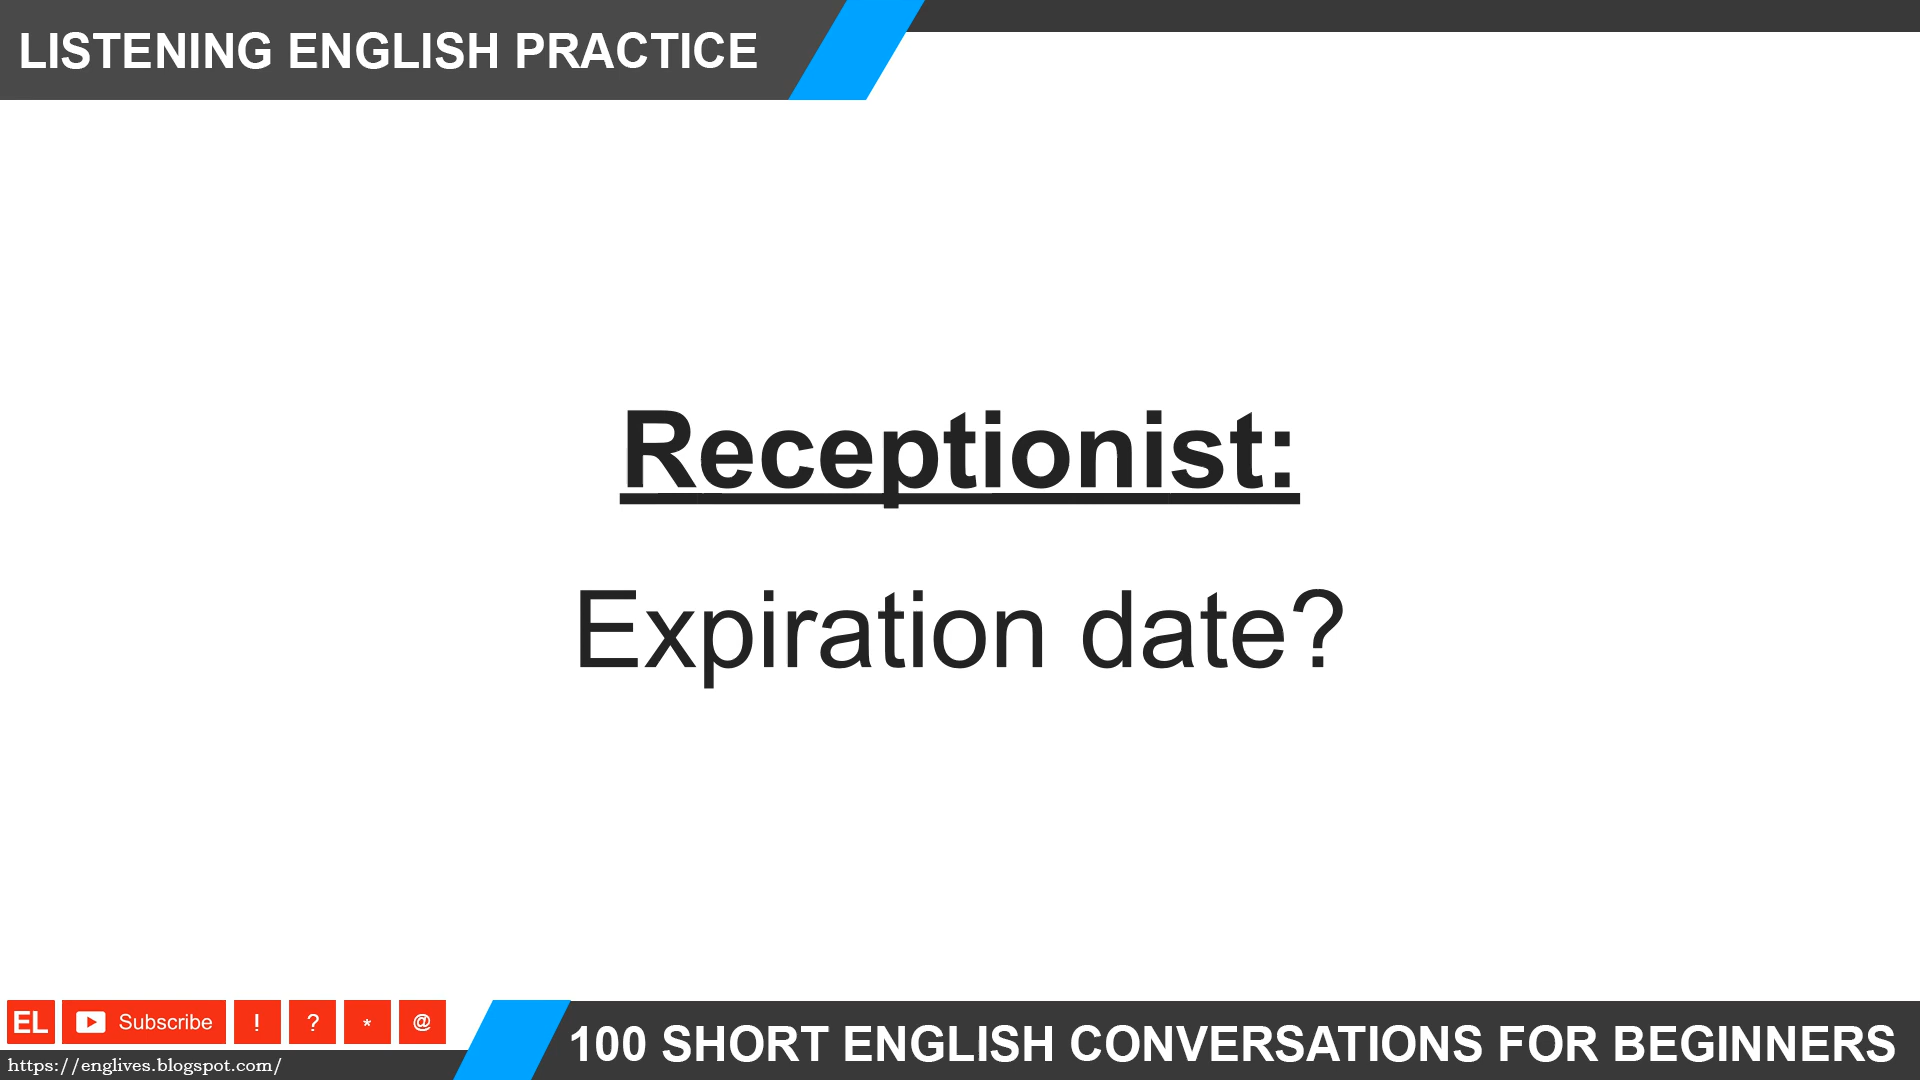 LISTENING ENGLISH PRACTICE
Receptionist:
Expiration date?
EL Subscribe ! ? * @
https://englives.blogspot.com/
100 SHORT ENGLISH CONVERSATIONS FOR BEGINNERS